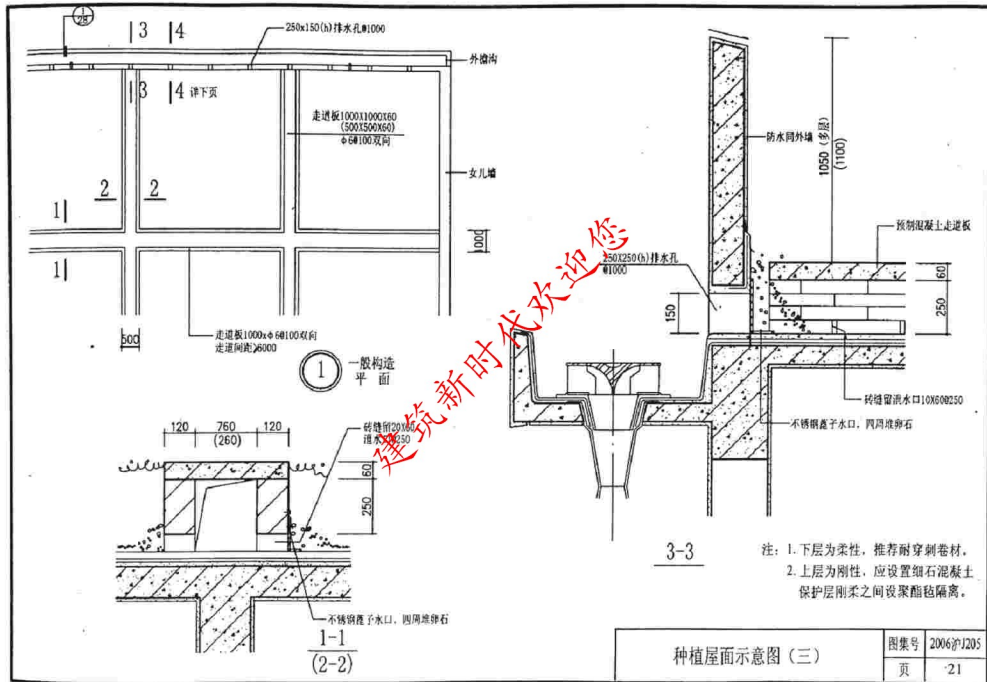 1
28
3
4
250x150(h)排水孔@1000
外檐沟
3
4
详下页
走道板1000X1000X60
(500X500X60)
φ6@100双向
女儿墙
2
2
1
1
1000
500
走道板1000xφ6@100双向
走道间距≯6000
1
一般构造
平 面
1050 (多层)
(1100)
防水同外墙
预制混凝土走道板
250X250(h)排水孔
@1000
150
60
250
砖缝留泄水口10X60@250
不锈钢篦子水口，四周堆卵石
3-3
120
760
(260)
120
砖缝留20X60
@250
60
250
不锈钢篦子水口，四周堆卵石
1-1
(2-2)
建筑新时代欢迎您
注: 1. 下层为柔性，推荐耐穿刺卷材。
2. 上层为刚性，应设置细石混凝土
保护层刚柔之间设聚酯毡隔离。
种植屋面示意图 (三)
图集号
2006沪J205
页
21